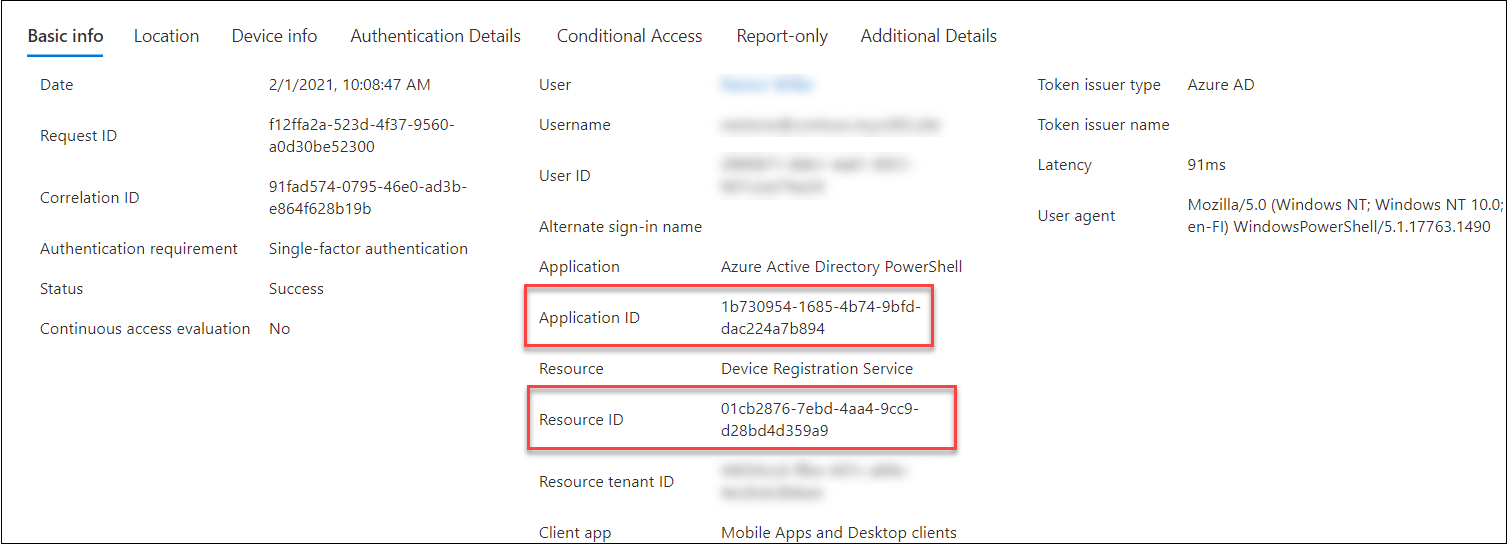 Basic info Location Device info Authentication Details Conditional Access Report-only Additional Details
Date 2/1/2021, 10:08:47 AM
Request ID f12ffa2a-523d-4f37-9560-
a0d30be52300
Correlation ID 91fad574-0795-46e0-ad3b-
e864f628b19b
Authentication requirement Single-factor authentication
Status Success
Continuous access evaluation No
User
Username
User ID
Alternate sign-in name
Application Azure Active Directory PowerShell
Application ID 1b730954-1685-4b74-9bfd-
dac224a7b894
Resource Device Registration Service
Resource ID 01cb2876-7ebd-4aa4-9cc9-
d28bd4d359a9
Resource tenant ID
Client app Mobile Apps and Desktop clients
Token issuer type Azure AD
Token issuer name
Latency 91ms
User agent Mozilla/5.0 (Windows NT; Windows NT 10.0;
en-FI) WindowsPowerShell/5.1.17763.1490